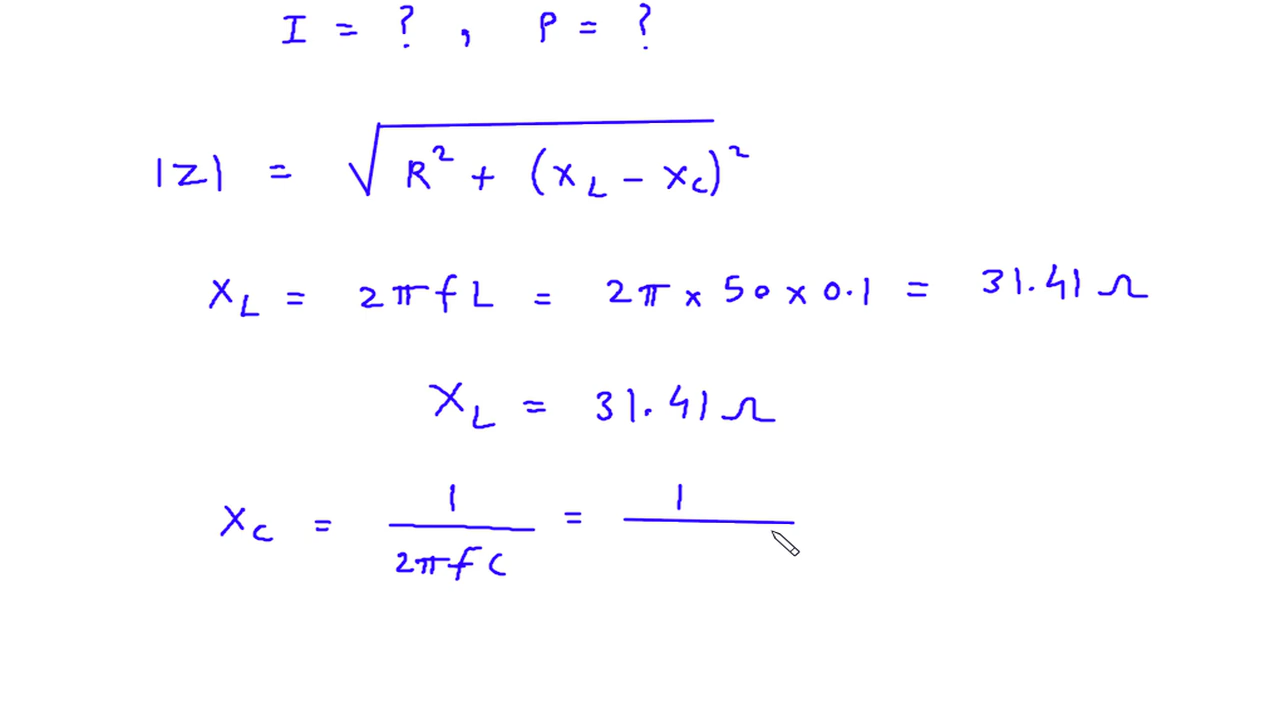 I = ? , P = ?
|Z| = √R² + (X_L - X_C)²
X_L = 2πfL = 2π × 50 × 0.1 = 31.41 Ω
X_L = 31.41 Ω
X_C = 1/2πfC = 1/